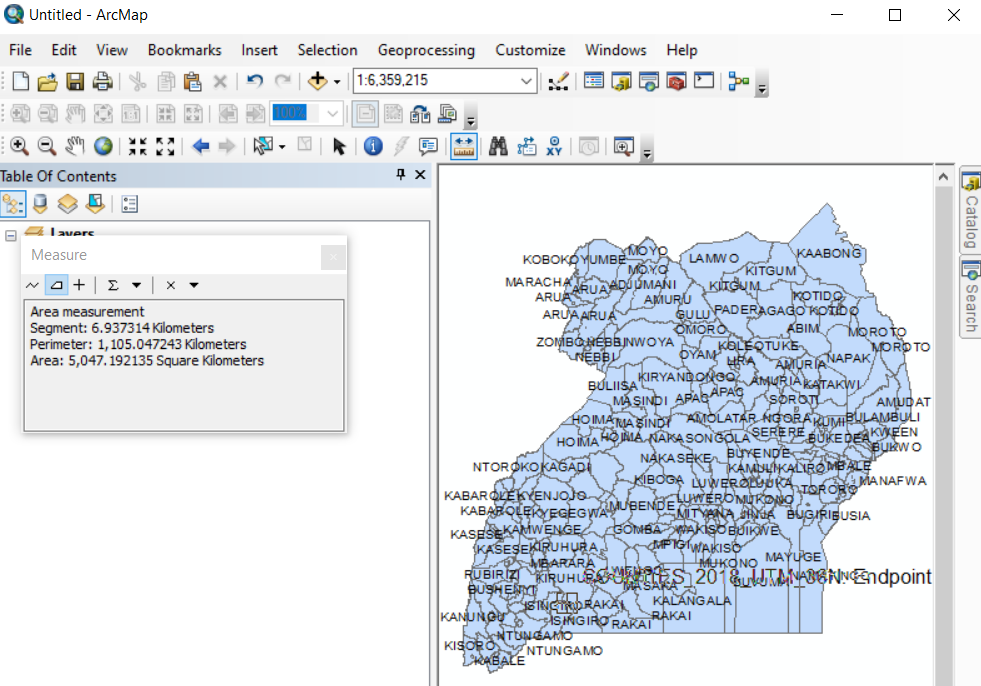 Untitled - ArcMap
File Edit View Bookmarks Insert Selection Geoprocessing Customize Windows Help
1:6,359,215
100%
XY
Table Of Contents
Layers
Measure
Area measurement
Segment: 6.937314 Kilometers
Perimeter: 1,105.047243 Kilometers
Area: 5,047.192135 Square Kilometers
Catalog
Search
KOBOKO YUMBE MOYO LAMWO KAABONG
MOYO KITGUM
MARACHA ARUA ADJUMANI KITGUM
ARUA AMURU KOTIDO
ARUA ARUA GULU PADER AGAGO KOTIDO
OMORO ABIM MOROTO
ZOMBO NEBBI NWOYA KOLE OTUKE MOROTO
NEBBI OYAM LIRA AMURIA NAPAK
KIRYANDONGO AMURIA KATAKWI
BULIISA MASINDI APAC APAC SOROTI AMUDAT
HOIMA MASINDI AMOLATAR NGORA KUMI BULAMBULI
HOIMA HOIMA NAKASONGOLA SERERE BUKEDEA KWEEN
BUKWO
NAKASEKE BUYENDE
NTOROKO KAGADI KAMULI KALIRO MBALE
KIBOGA LUWERO LUUKA MANAFWA
KABAROLE KYENJOJO LUWERO MUKONO TORORO
KABAROLE KYEGEGWA MUBENDE MITYANA JINJA BUGIRI BUSIA
KASESE KAMWENGE GOMBA WAKISO BUIKWE
KASESE KIRUHURA MPIGI WAKISO
MBARARA MUKONO MAYUGE
RUBIRIZI KIRUHURA Endpoint
BUSHENYI MASAKA BUVUMA
ISINGIRO RAKAI KALANGALA
KANUNGU ISINGIRO RAKAI RAKAI
NTUNGAMO
KISORO NTUNGAMO
KABALE